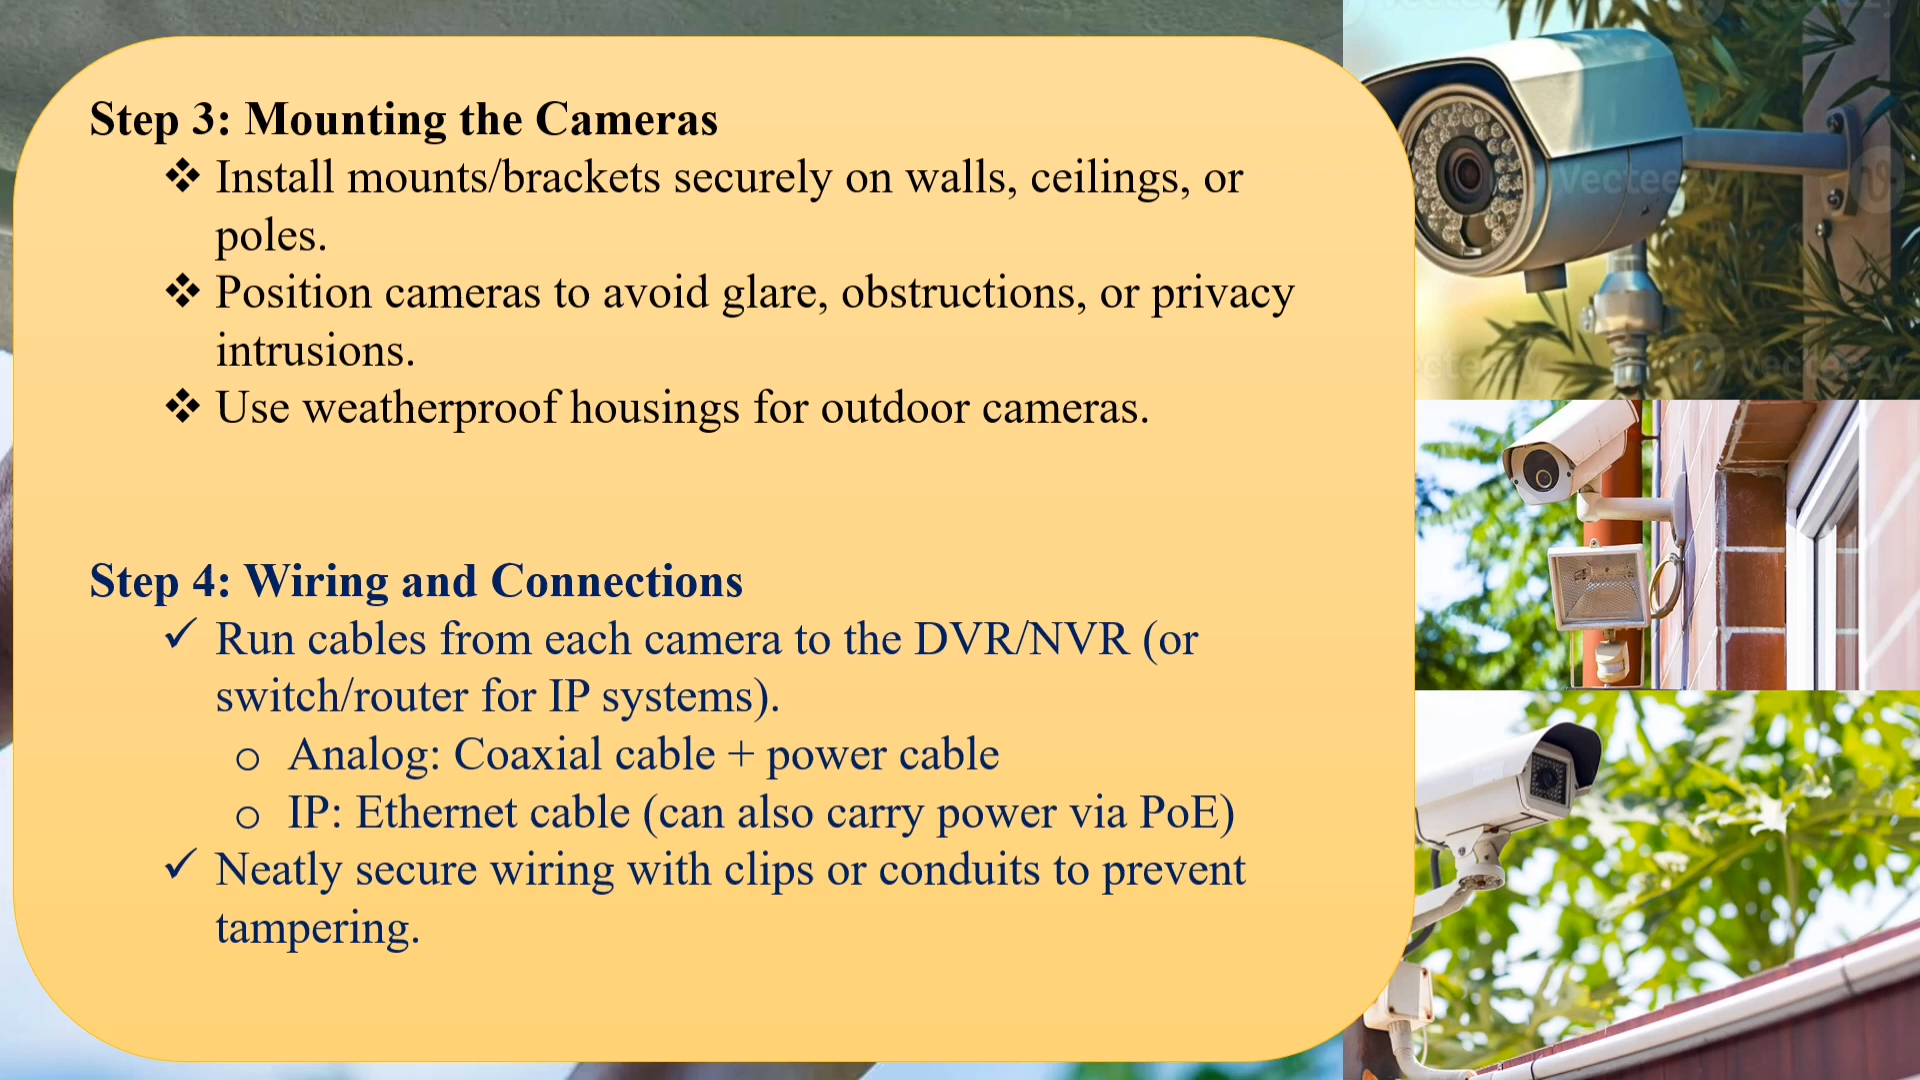 Step 3: Mounting the Cameras
❖ Install mounts/brackets securely on walls, ceilings, or
poles.
❖ Position cameras to avoid glare, obstructions, or privacy
intrusions.
❖ Use weatherproof housings for outdoor cameras.
Step 4: Wiring and Connections
✓ Run cables from each camera to the DVR/NVR (or
switch/router for IP systems).
o Analog: Coaxial cable + power cable
o IP: Ethernet cable (can also carry power via PoE)
✓ Neatly secure wiring with clips or conduits to prevent
tampering.
Vecteezy